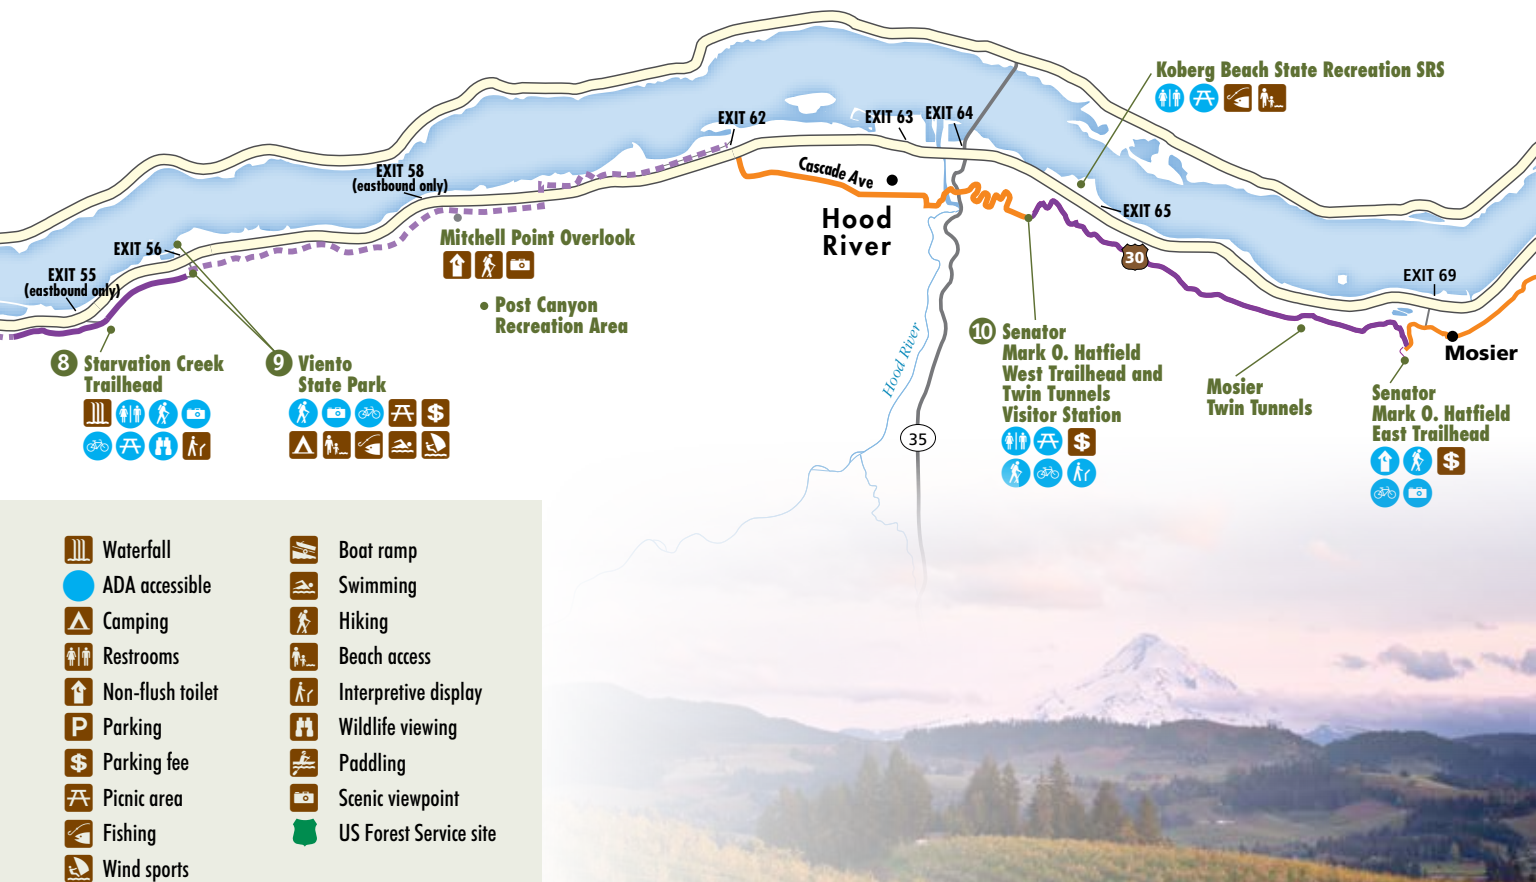 Koberg Beach State Recreation SRS
EXIT 62
EXIT 63
EXIT 64
Cascade Ave
Hood
River
EXIT 58
(eastbound only)
EXIT 65
30
EXIT 56
Mitchell Point Overlook
EXIT 55
(eastbound only)
EXIT 69
Post Canyon
Recreation Area
Hood River
35
8 Starvation Creek
Trailhead
$
9 Viento
State Park
10 Senator
Mark O. Hatfield
West Trailhead and
Twin Tunnels
Visitor Station
$
Mosier
Twin Tunnels
Mosier
Senator
Mark O. Hatfield
East Trailhead
$
Waterfall
ADA accessible
Camping
Restrooms
Non-flush toilet
P Parking
$ Parking fee
Picnic area
Fishing
Wind sports
Boat ramp
Swimming
Hiking
Beach access
Interpretive display
Wildlife viewing
Paddling
Scenic viewpoint
US Forest Service site